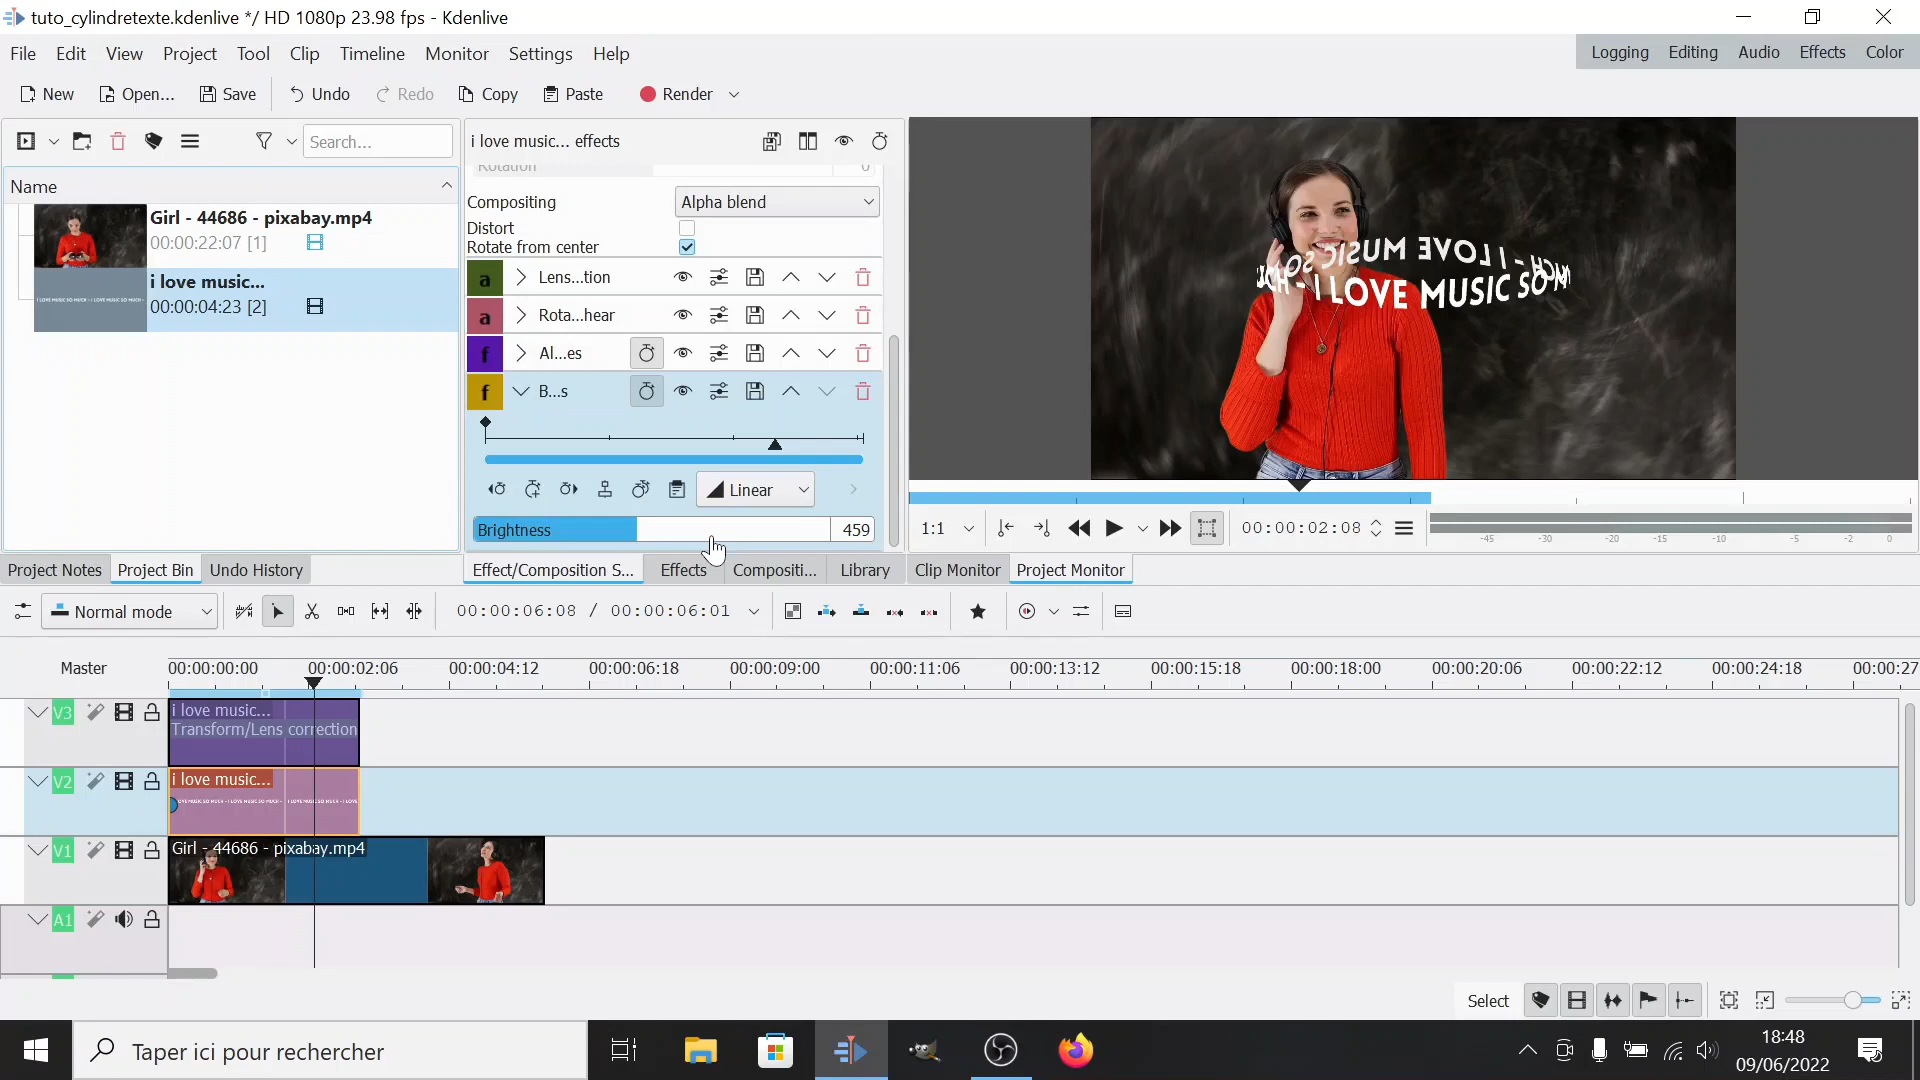 tuto_cylindretexte.kdenlive */ HD 1080p 23.98 fps - Kdenlive
File Edit View Project Tool Clip Timeline Monitor Settings Help
Logging Editing Audio Effects Color
New Open... Save Undo Redo Copy Paste Render
Search...
i love music... effects
Name
Girl - 44686 - pixabay.mp4
00:00:22:07 [1]
i love music...
00:00:04:23 [2]
Rotation 0
Compositing Alpha blend
Distort
Rotate from center
a Lens...tion
a Rota...hear
f Al...es
f B...s
Linear
Brightness 459
I LOVE MUSIC SO
- I LOVE MUSIC SO M
1:1 00:00:02:08
-45 -30 -20 -15 -10 -5 -2 0
Project Notes Project Bin Undo History
Effect/Composition S... Effects Compositi... Library
Clip Monitor Project Monitor
Normal mode 00:00:06:08 / 00:00:06:01
Master 00:00:00:00 00:00:02:06 00:00:04:12 00:00:06:18 00:00:09:00 00:00:11:06 00:00:13:12 00:00:15:18 00:00:18:00 00:00:20:06 00:00:22:12 00:00:24:18 00:00:27
V3 i love music...
Transform/Lens correction
V2 i love music...
V1 Girl - 44686 - pixabay.mp4
A1
Select
Taper ici pour rechercher
18:48
09/06/2022